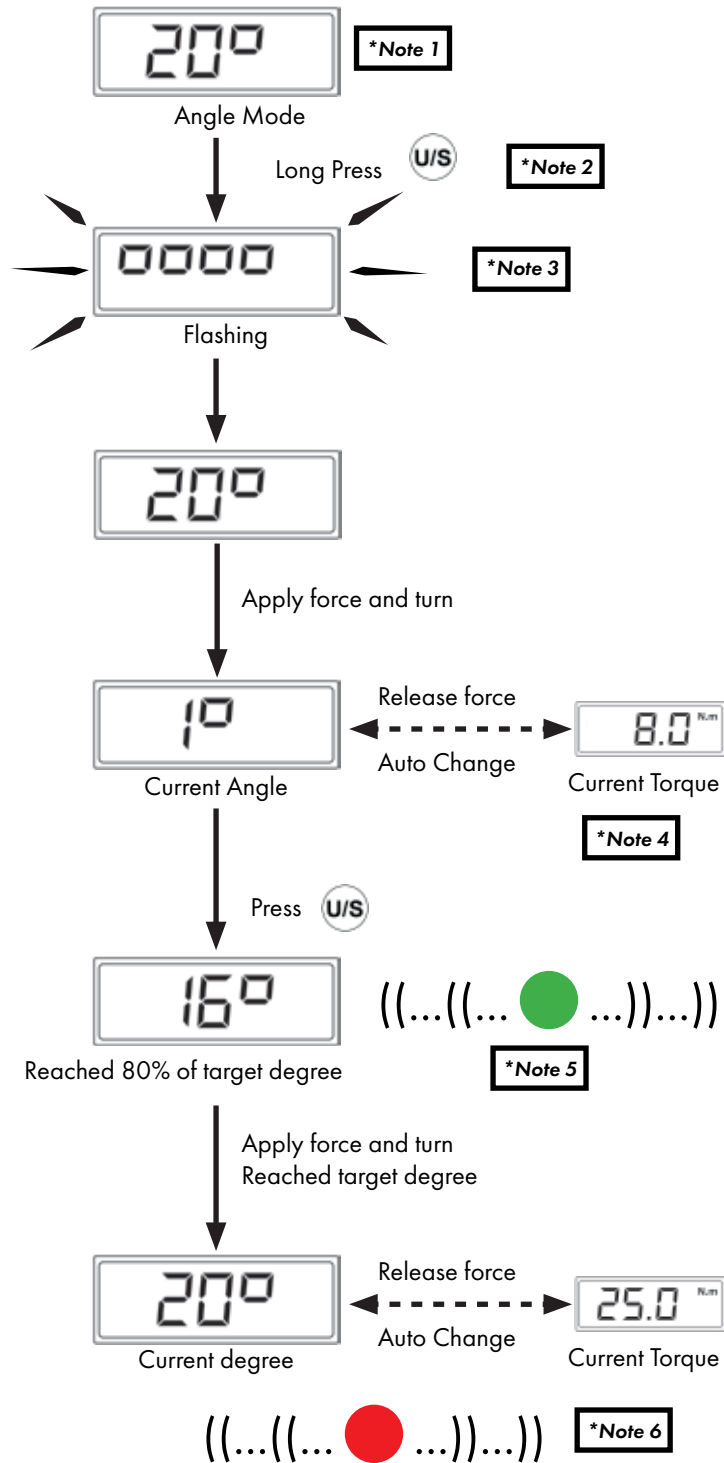 20°
*Note 1
Angle Mode
Long Press U/S
*Note 2
0000
*Note 3
Flashing
20°
Apply force and turn
1°
Release force
Auto Change
8.0 N.m
Current Angle
Current Torque
*Note 4
Press U/S
16°
((...((... ...))...))
Reached 80% of target degree
*Note 5
Apply force and turn
Reached target degree
20°
Release force
Auto Change
25.0 N.m
Current degree
Current Torque
((...((... ...))...))
*Note 6